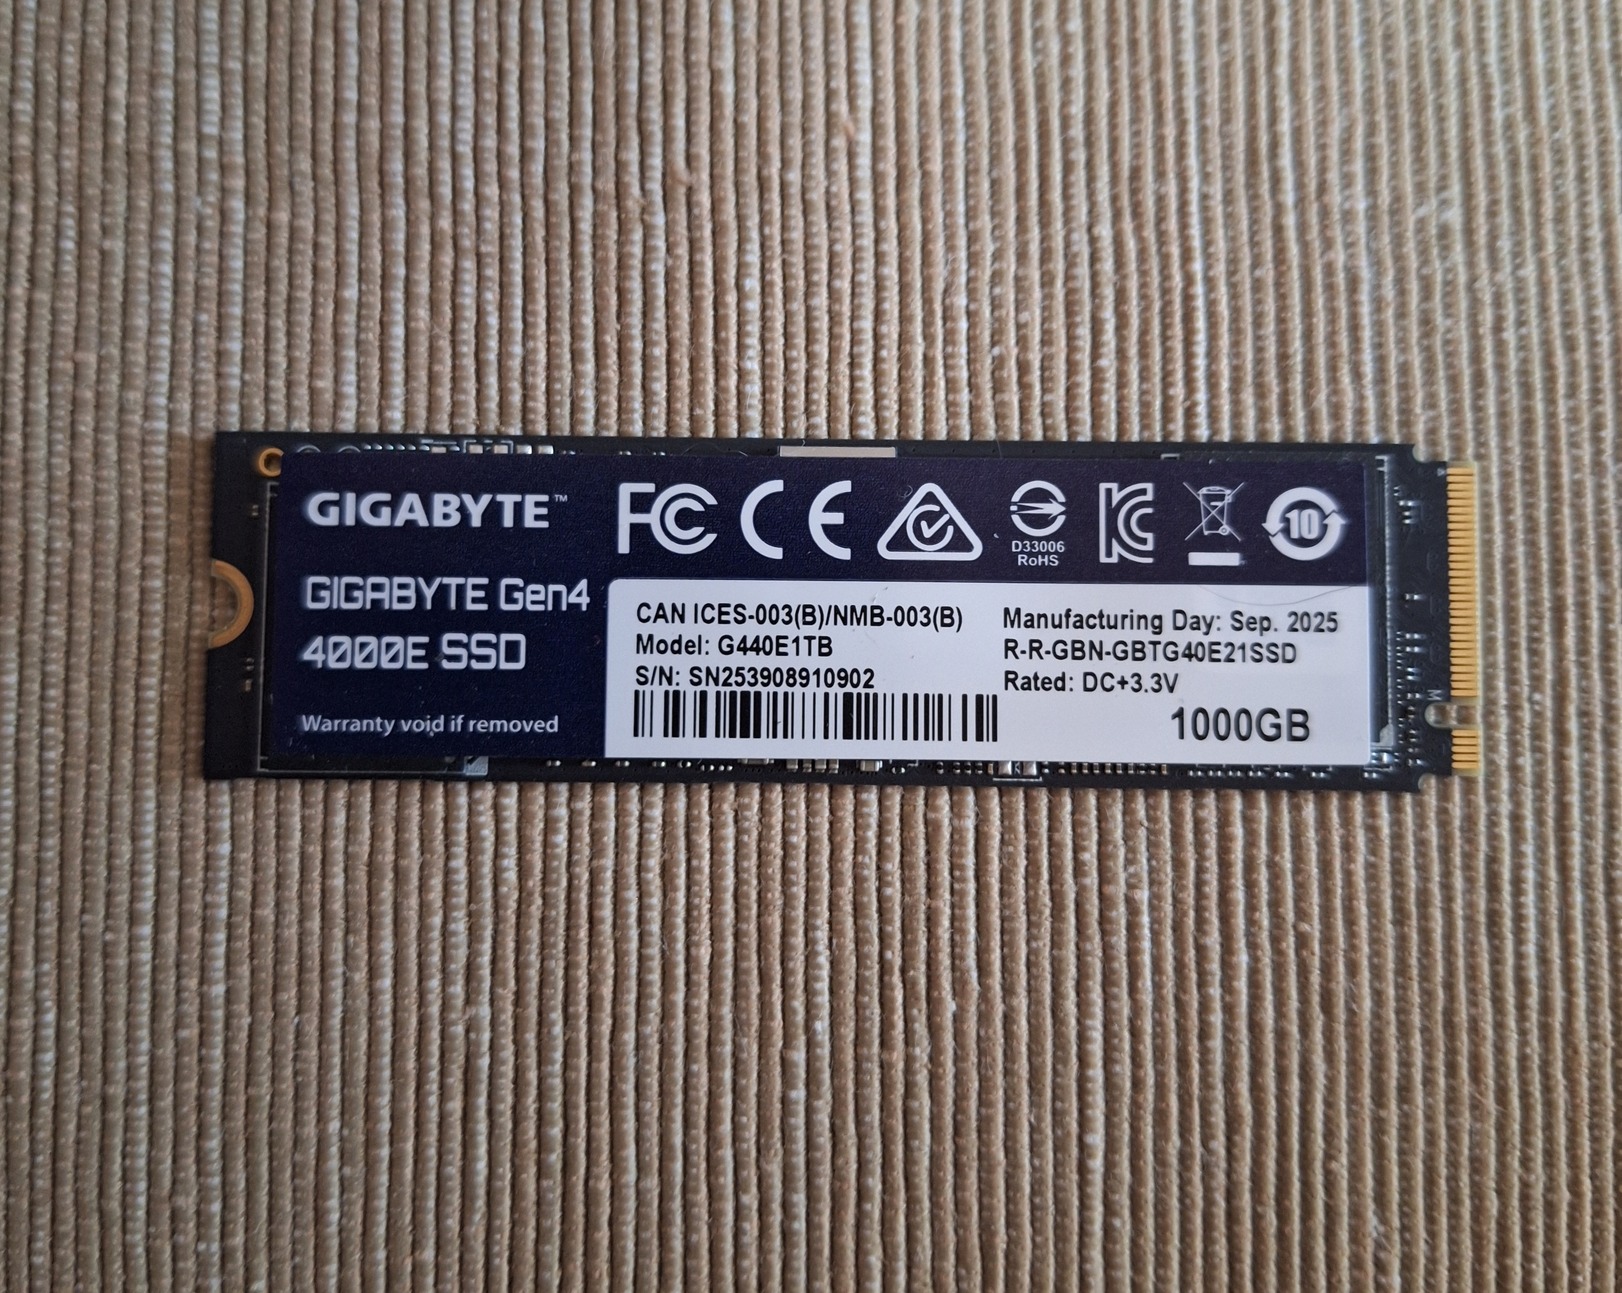 GIGABYTE™
GIGABYTE Gen4
4000E SSD
Warranty void if removed
FC CE
D33006
RoHS
10
CAN ICES-003(B)/NMB-003(B)
Model: G440E1TB
S/N: SN253908910902
Manufacturing Day: Sep. 2025
R-R-GBN-GBTG40E21SSD
Rated: DC+3.3V
1000GB
M